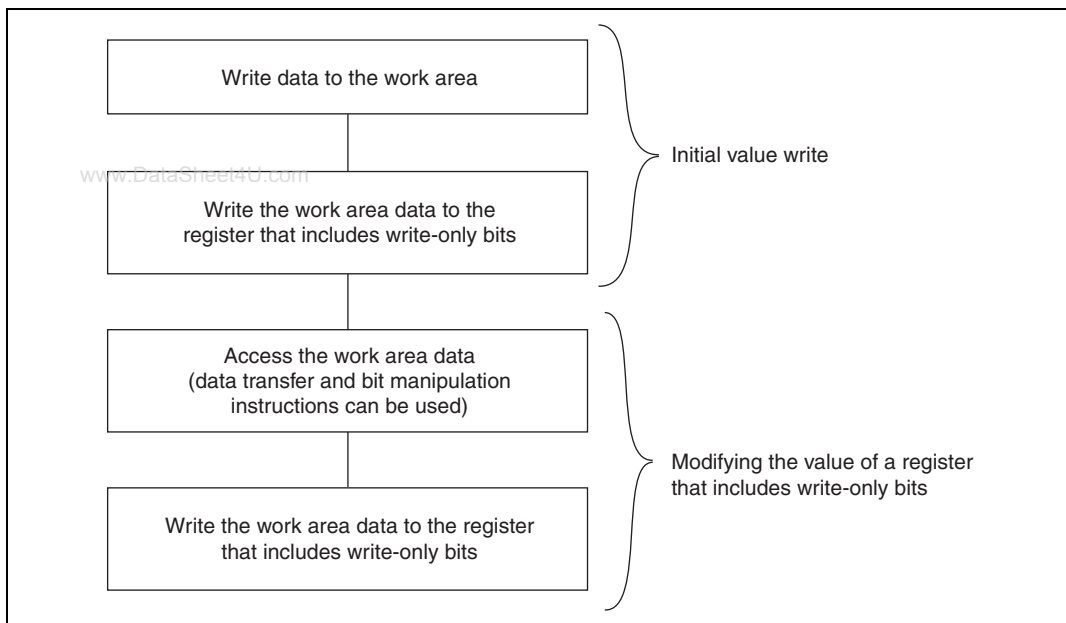 Write data to the work area
Initial value write
www.DataSheet4U.com
Write the work area data to the
register that includes write-only bits
Access the work area data
(data transfer and bit manipulation
instructions can be used)
Modifying the value of a register
that includes write-only bits
Write the work area data to the register
that includes write-only bits